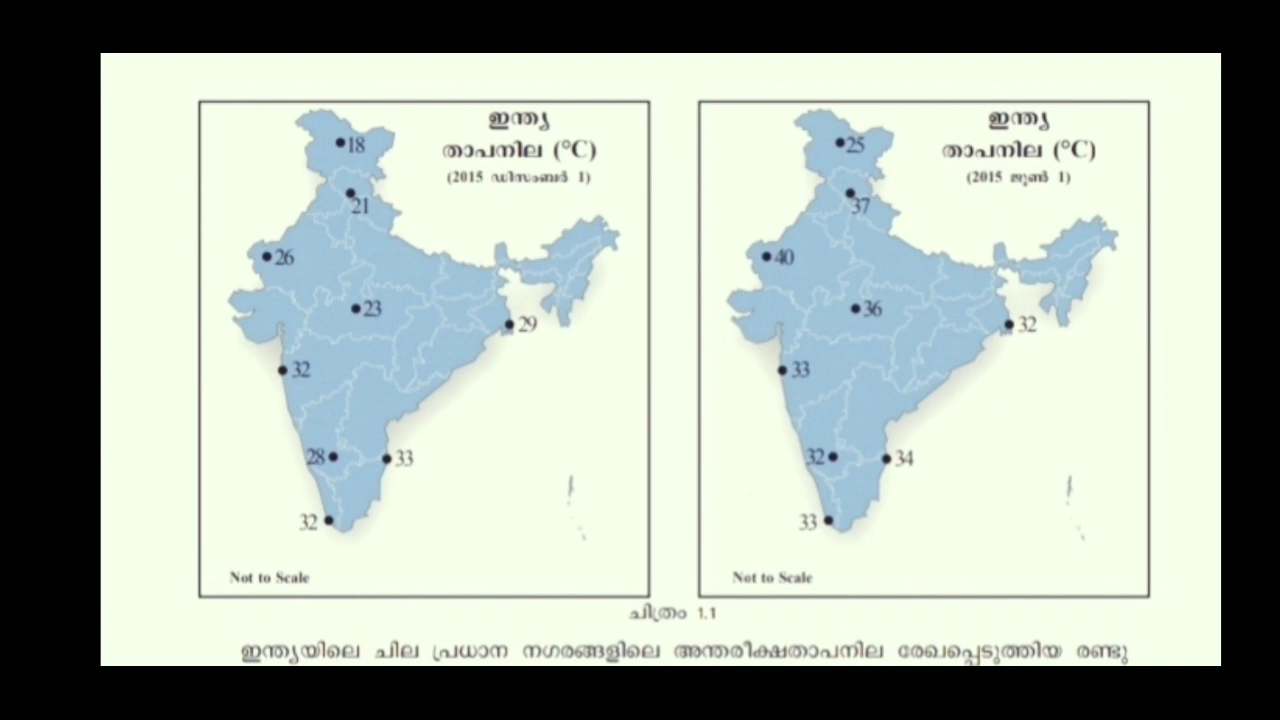 ഇന്ത്യ
താപനില (°C)
(2015 ഡിസംബർ 1)
18
21
26
23
29
32
28
33
32
Not to Scale
ഇന്ത്യ
താപനില (°C)
(2015 ജൂൺ 1)
25
37
40
36
32
33
32
34
33
Not to Scale
ചിത്രം 1.1
ഇന്ത്യയിലെ ചില പ്രധാന നഗരങ്ങളിലെ അന്തരീക്ഷതാപനില രേഖപ്പെടുത്തിയ രണ്ടു